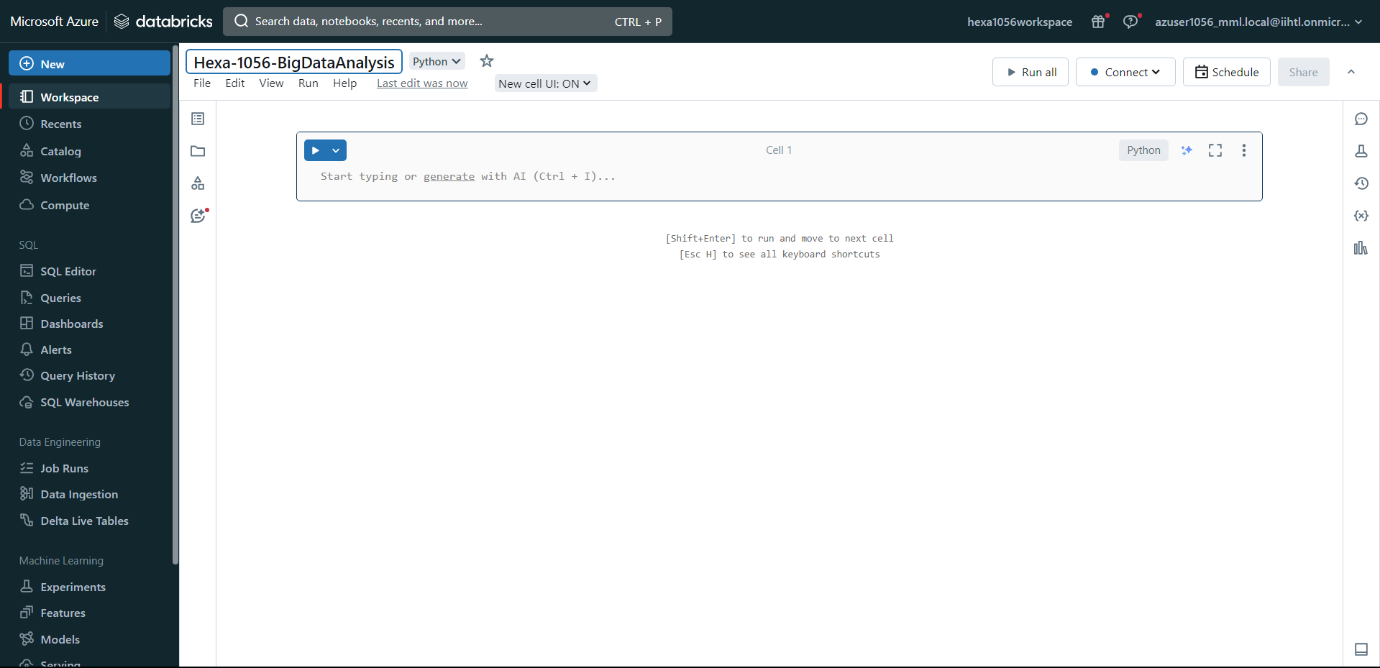 Microsoft Azure databricks Search data, notebooks, recents, and more... CTRL + P hexa1056workspace azuser1056_mml.local@iihtl.onmicr...
New
Workspace
Recents
Catalog
Workflows
Compute
SQL
SQL Editor
Queries
Dashboards
Alerts
Query History
SQL Warehouses
Data Engineering
Job Runs
Data Ingestion
Delta Live Tables
Machine Learning
Experiments
Features
Models
Serving
Hexa-1056-BigDataAnalysis Python
File Edit View Run Help Last edit was now New cell UI: ON
Run all Connect Schedule Share
Cell 1 Python
Start typing or generate with AI (Ctrl + I)...
[Shift+Enter] to run and move to next cell
[Esc H] to see all keyboard shortcuts